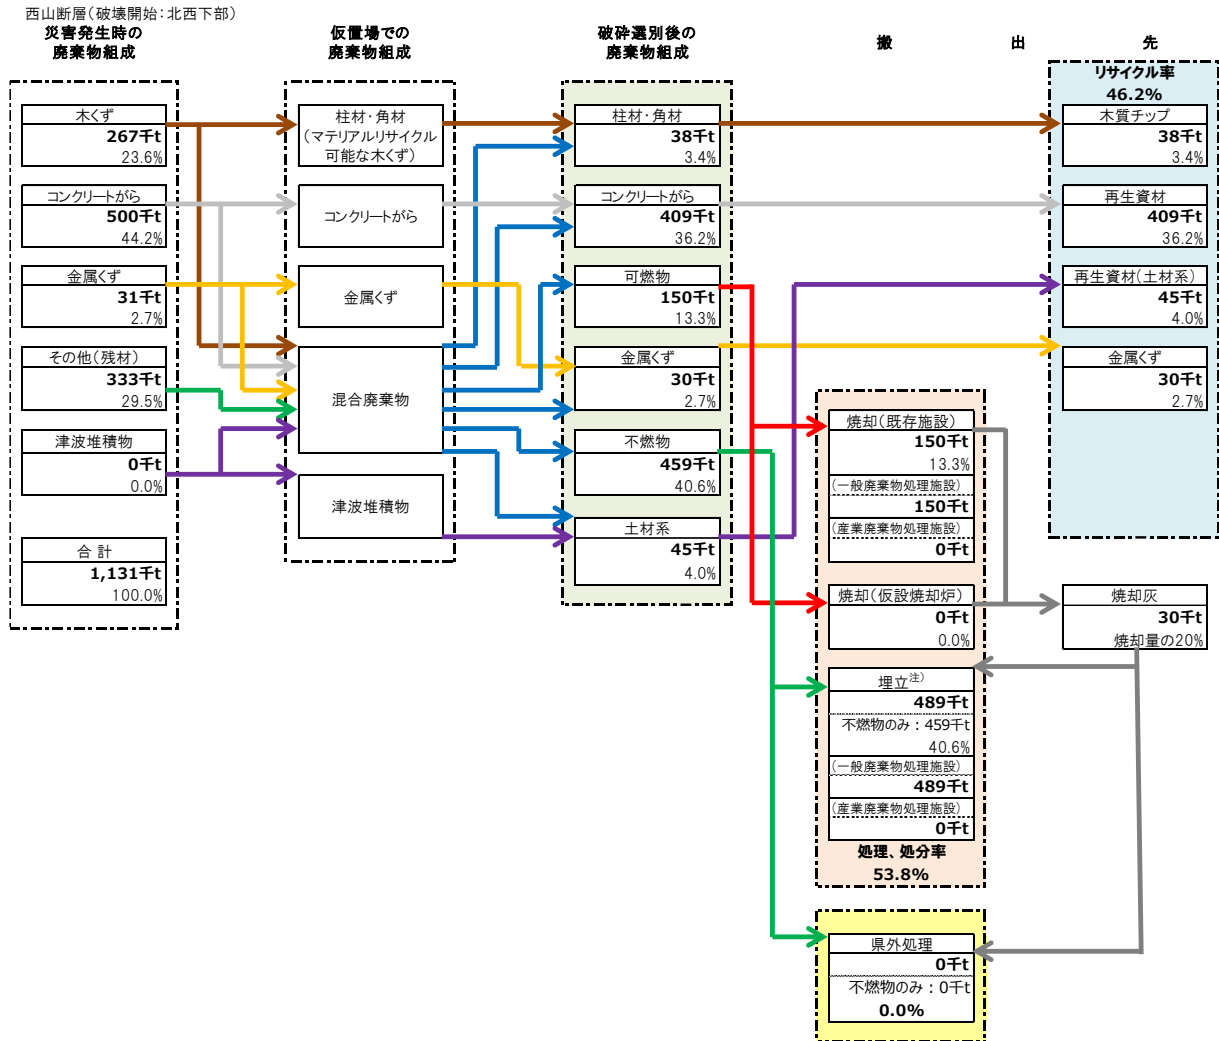 西山断層(破壊開始:北西下部)
災害発生時の
廃棄物組成
木くず
267千t
23.6%
コンクリートがら
500千t
44.2%
金属くず
31千t
2.7%
その他(残材)
333千t
29.5%
津波堆積物
0千t
0.0%
合 計
1,131千t
100.0%
仮置場での
廃棄物組成
柱材・角材
(マテリアルリサイクル
可能な木くず)
コンクリートがら
金属くず
混合廃棄物
津波堆積物
破砕選別後の
廃棄物組成
柱材・角材
38千t
3.4%
コンクリートがら
409千t
36.2%
可燃物
150千t
13.3%
金属くず
30千t
2.7%
不燃物
459千t
40.6%
土材系
45千t
4.0%
搬 出 先
焼却(既存施設)
150千t
13.3%
(一般廃棄物処理施設)
150千t
(産業廃棄物処理施設)
0千t
焼却(仮設焼却炉)
0千t
0.0%
埋立注)
489千t
不燃物のみ:459千t
40.6%
(一般廃棄物処理施設)
489千t
(産業廃棄物処理施設)
0千t
処理、処分率
53.8%
県外処理
0千t
不燃物のみ:0千t
0.0%
リサイクル率
46.2%
木質チップ
38千t
3.4%
再生資材
409千t
36.2%
再生資材(土材系)
45千t
4.0%
金属くず
30千t
2.7%
焼却灰
30千t
焼却量の20%